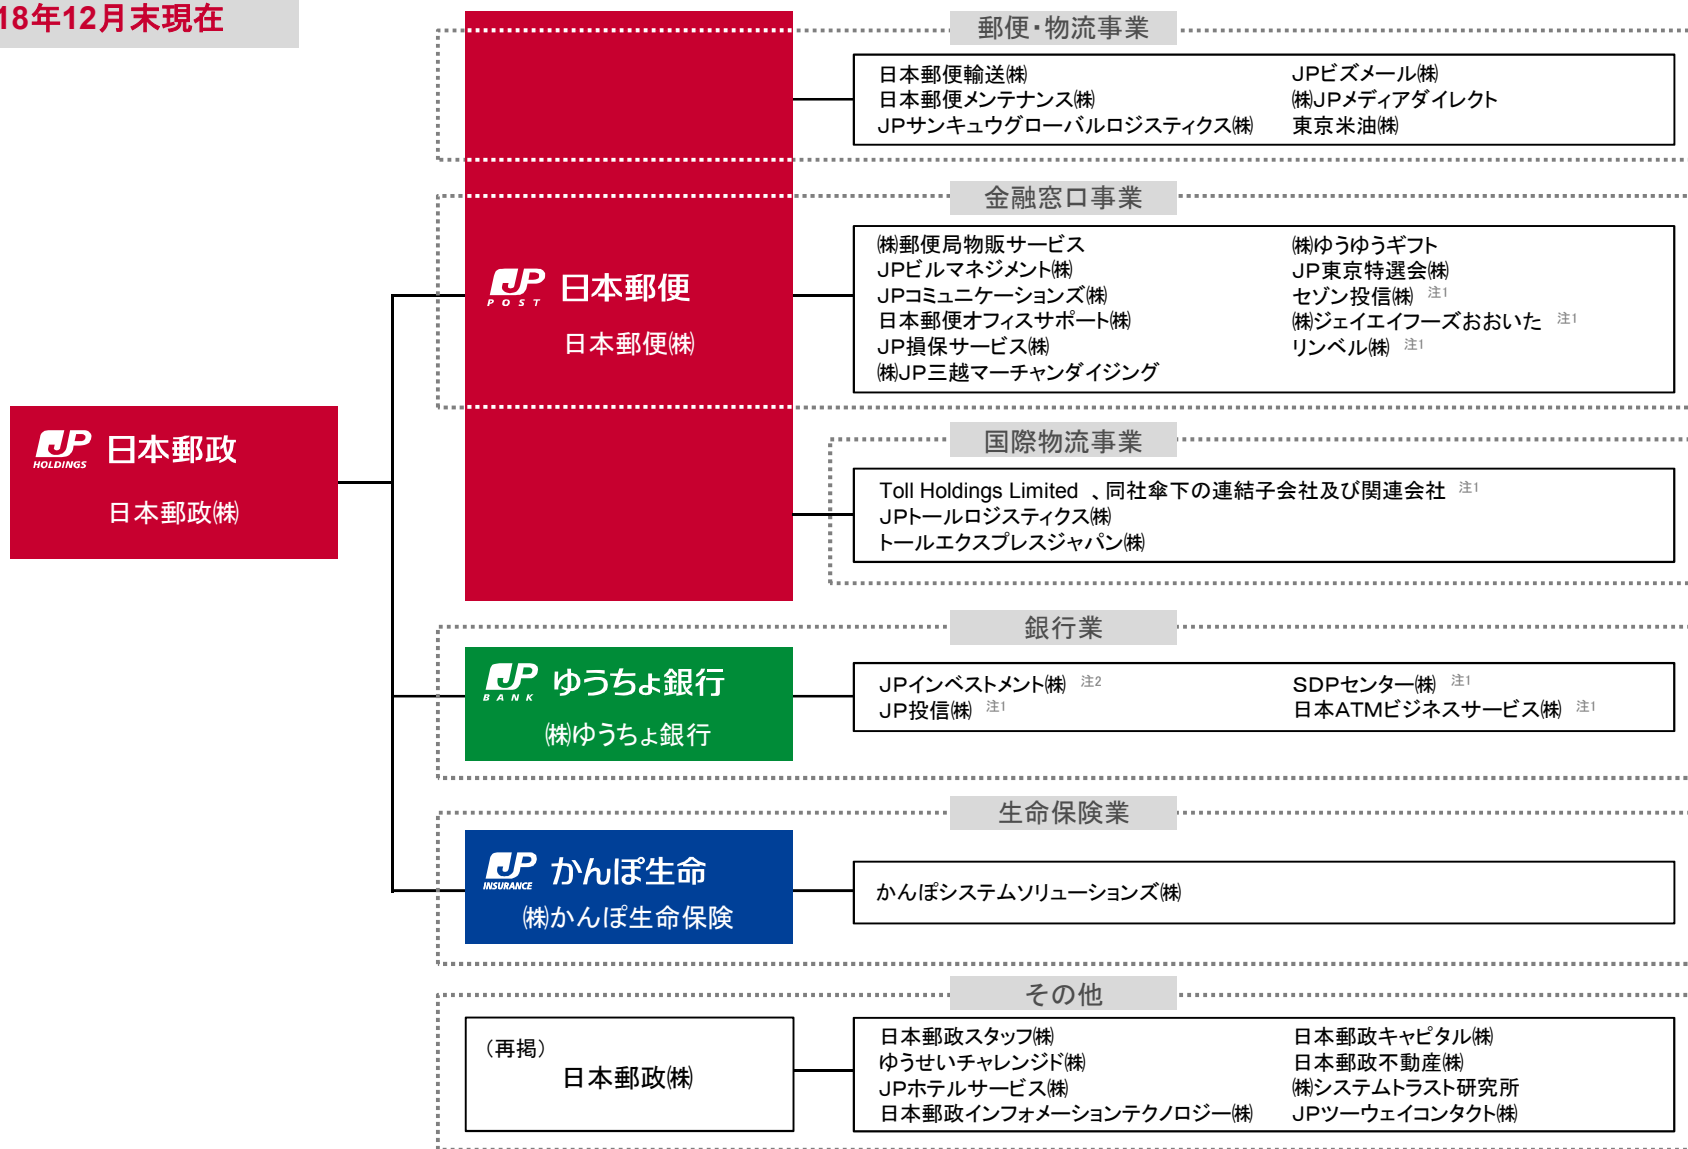 18年12月末現在
郵便・物流事業
日本郵便輸送㈱
日本郵便メンテナンス㈱
JPサンキュウグローバルロジスティクス㈱
JPビズメール㈱
㈱JPメディアダイレクト
東京米油㈱
金融窓口事業
㈱郵便局物販サービス
JPビルマネジメント㈱
JPコミュニケーションズ㈱
日本郵便オフィスサポート㈱
JP損保サービス㈱
㈱JP三越マーチャンダイジング
㈱ゆうゆうギフト
JP東京特選会㈱
セゾン投信㈱ 注1
㈱ジェイエイフーズおおいた 注1
リンベル㈱ 注1
JP POST 日本郵便
日本郵便㈱
JP HOLDINGS 日本郵政
日本郵政㈱
国際物流事業
Toll Holdings Limited 、同社傘下の連結子会社及び関連会社 注1
JPトールロジスティクス㈱
トールエクスプレスジャパン㈱
銀行業
JP BANK ゆうちょ銀行
㈱ゆうちょ銀行
JPインベストメント㈱ 注2
JP投信㈱ 注1
SDPセンター㈱ 注1
日本ATMビジネスサービス㈱ 注1
生命保険業
JP INSURANCE かんぽ生命
㈱かんぽ生命保険
かんぽシステムソリューションズ㈱
その他
（再掲）
日本郵政㈱
日本郵政スタッフ㈱
ゆうせいチャレンジド㈱
JPホテルサービス㈱
日本郵政インフォメーションテクノロジー㈱
日本郵政キャピタル㈱
日本郵政不動産㈱
㈱システムトラスト研究所
JPツーウェイコンタクト㈱